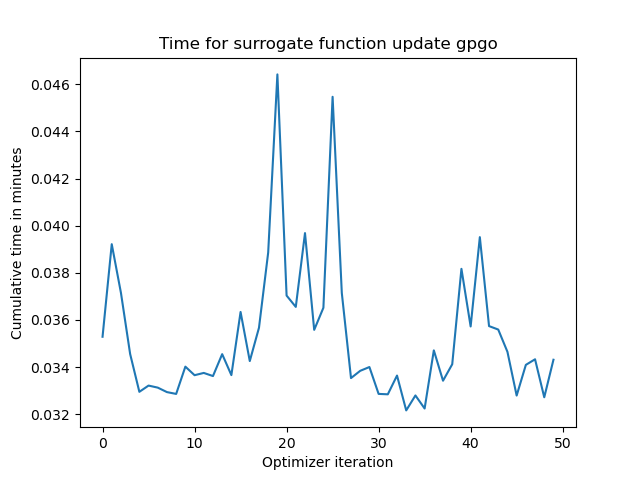 Time for surrogate function update gpgo
Cumulative time in minutes
0.046
0.044
0.042
0.040
0.038
0.036
0.034
0.032
0 10 20 30 40 50
Optimizer iteration